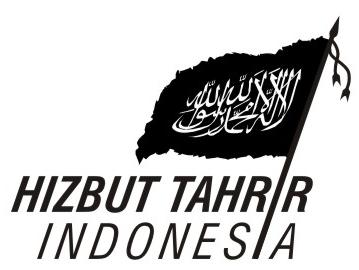 لا إله إلا الله محمد رسول الله
HIZBUT TAHRIR
INDONESIA